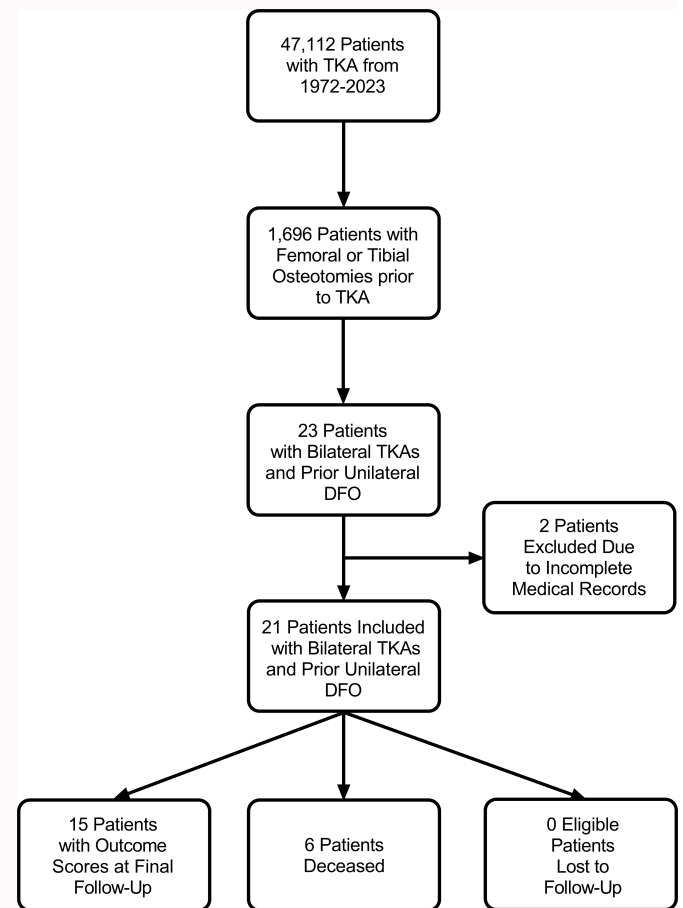 47,112 Patients
with TKA from
1972-2023
1,696 Patients with
Femoral or Tibial
Osteotomies prior
to TKA
23 Patients
with Bilateral TKAs
and Prior Unilateral
DFO
2 Patients
Excluded Due
to Incomplete
Medical Records
21 Patients Included
with Bilateral TKAs
and Prior Unilateral
DFO
15 Patients
with Outcome
Scores at Final
Follow-Up
6 Patients
Deceased
0 Eligible
Patients
Lost to
Follow-Up